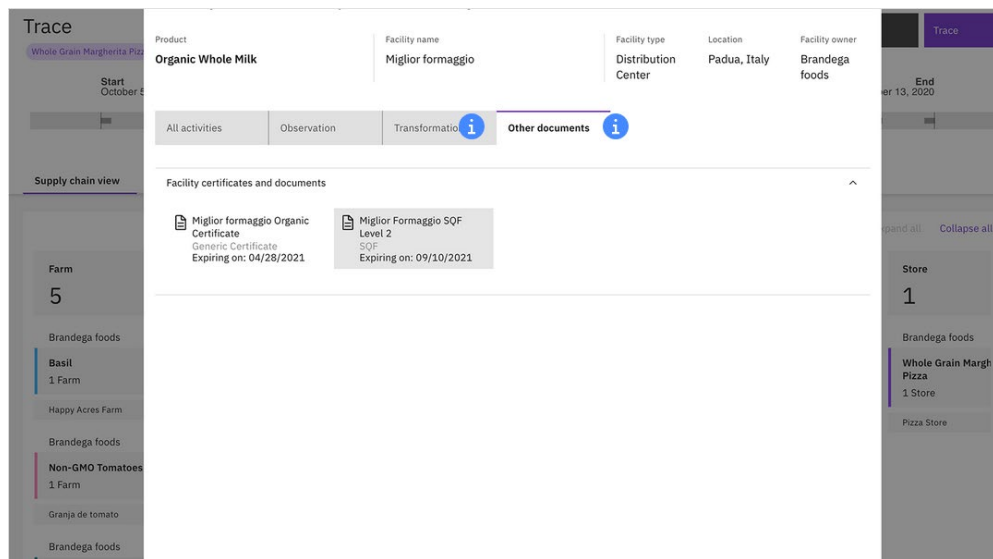 Trace
Whole Grain Margherita Pizz
Start
October 5
Trace
End
er 13, 2020
Product
Organic Whole Milk
Facility name
Miglior formaggio
Facility type
Distribution
Center
Location
Padua, Italy
Facility owner
Brandega
foods
All activities
Observation
Transformatio
Other documents
Supply chain view
Facility certificates and documents
Miglior formaggio Organic
Certificate
Generic Certificate
Expiring on: 04/28/2021
Miglior Formaggio SQF
Level 2
SQF
Expiring on: 09/10/2021
pand all
Collapse all
Farm
5
Brandega foods
Basil
1 Farm
Happy Acres Farm
Brandega foods
Non-GMO Tomatoes
1 Farm
Granja de tomato
Brandega foods
Store
1
Brandega foods
Whole Grain Margh
Pizza
1 Store
Pizza Store